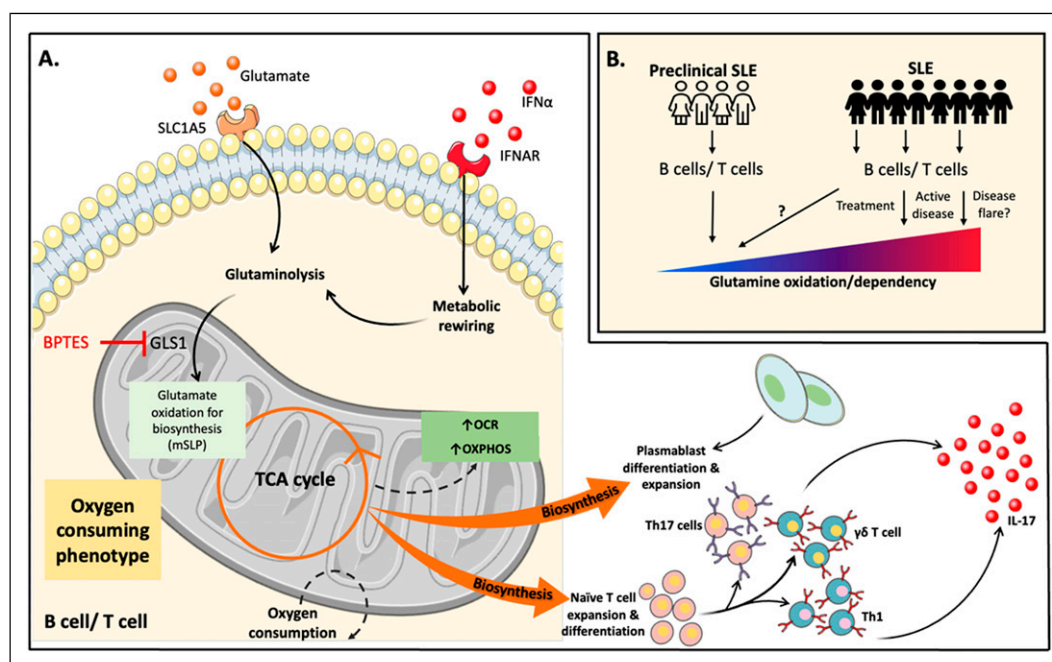 A.
Glutamate
SLC1A5
IFNα
IFNAR
Glutaminolysis
Metabolic
rewiring
BPTES
GLS1
Glutamate
oxidation for
biosynthesis
(mSLP)
↑OCR
↑OXPHOS
TCA cycle
Oxygen
consuming
phenotype
Oxygen
consumption
B cell/ T cell
Biosynthesis
Biosynthesis
Plasmablast
differentiation &
expansion
Th17 cells
γδ T cell
IL-17
Naïve T cell
expansion &
differentiation
Th1
B.
Preclinical SLE
SLE
B cells/ T cells
B cells/ T cells
?
Treatment
Active
disease
Disease
flare?
Glutamine oxidation/dependency